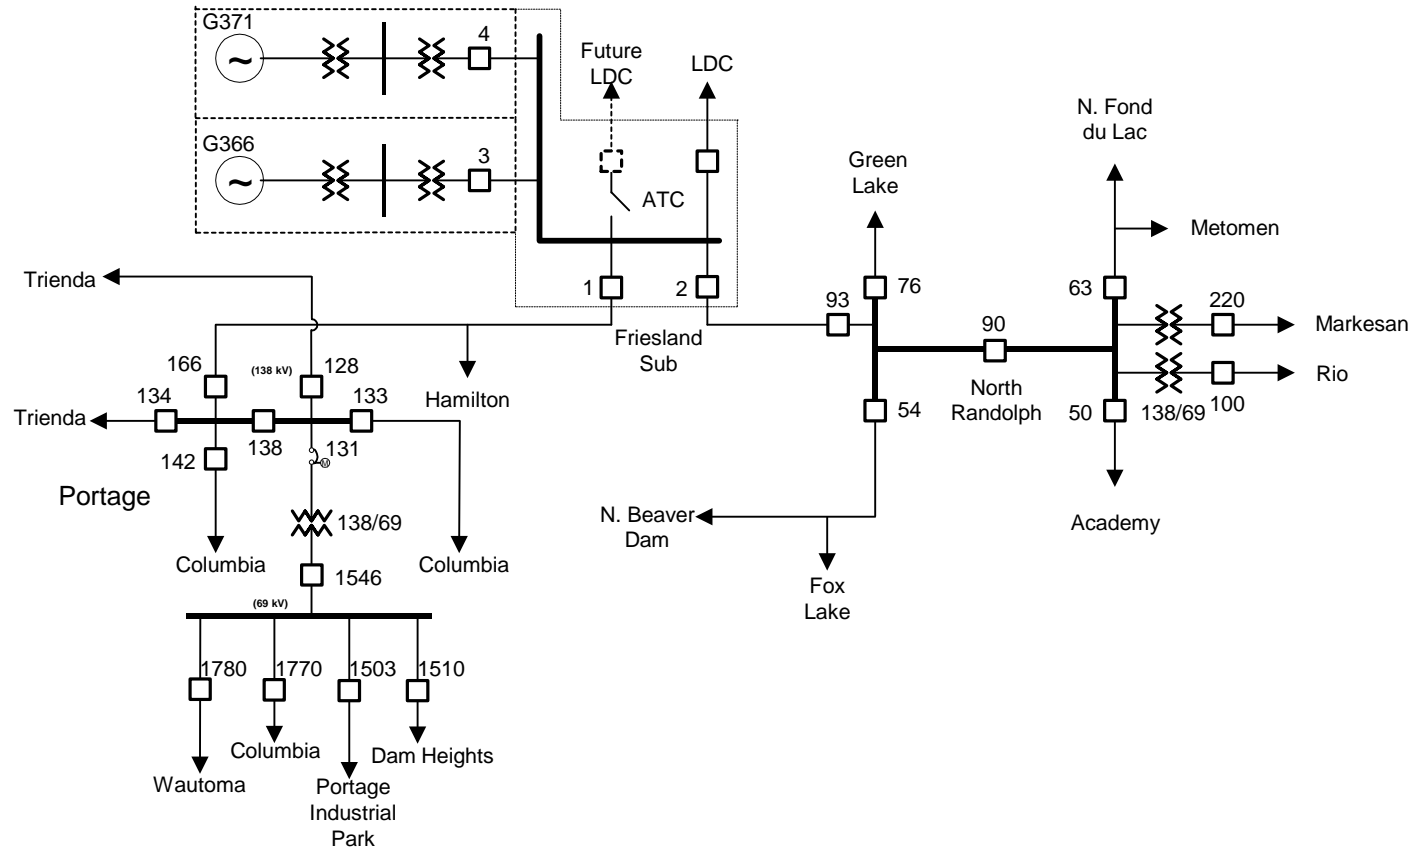 G371
~
4
Future
LDC
LDC
G366
~
3
ATC
N. Fond
du Lac
Green
Lake
Metomen
Trienda
1
2
93
76
63
220
Markesan
90
Friesland
Sub
166
(138 kV)
128
Hamilton
134
133
Trienda
138
131
142
M
Portage
North
Randolph
54
50
138/69
100
Rio
138/69
N. Beaver
Dam
Academy
Columbia
Columbia
1546
Fox
Lake
(69 kV)
1780
1770
1503
1510
Columbia
Dam Heights
Wautoma
Portage
Industrial
Park